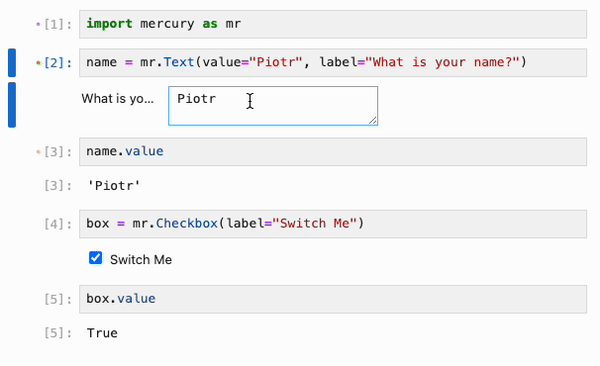 [1]: import mercury as mr
[2]: name = mr.Text(value="Piotr", label="What is your name?")
What is yo... Piotr
[3]: name.value
[3]: 'Piotr'
[4]: box = mr.Checkbox(label="Switch Me")
Switch Me
[5]: box.value
[5]: True